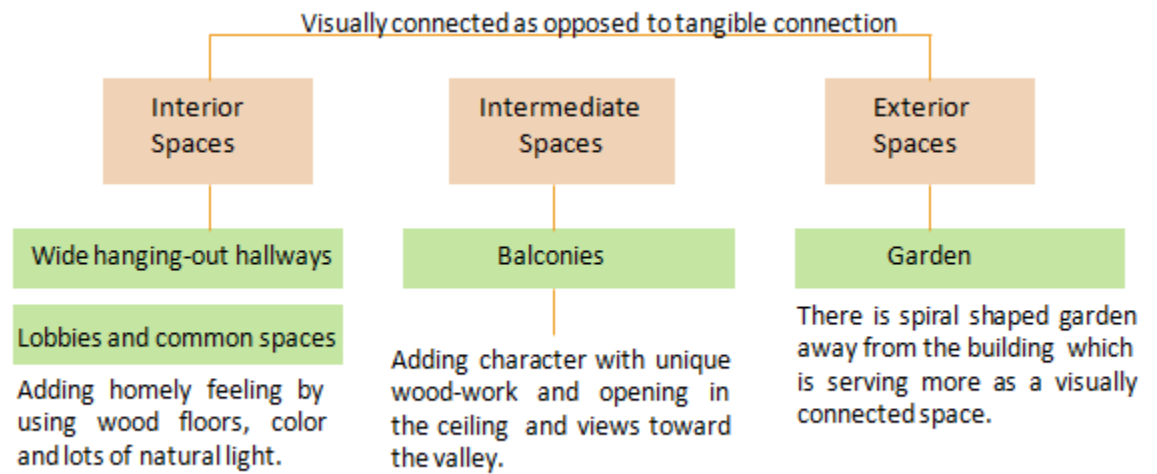 Visually connected as opposed to tangible connection
Interior
Spaces
Intermediate
Spaces
Exterior
Spaces
Wide hanging-out hallways
Lobbies and common spaces
Adding homely feeling by
using wood floors, color
and lots of natural light.
Balconies
Adding character with unique
wood-work and opening in
the ceiling and views toward
the valley.
Garden
There is spiral shaped garden
away from the building which
is serving more as a visually
connected space.